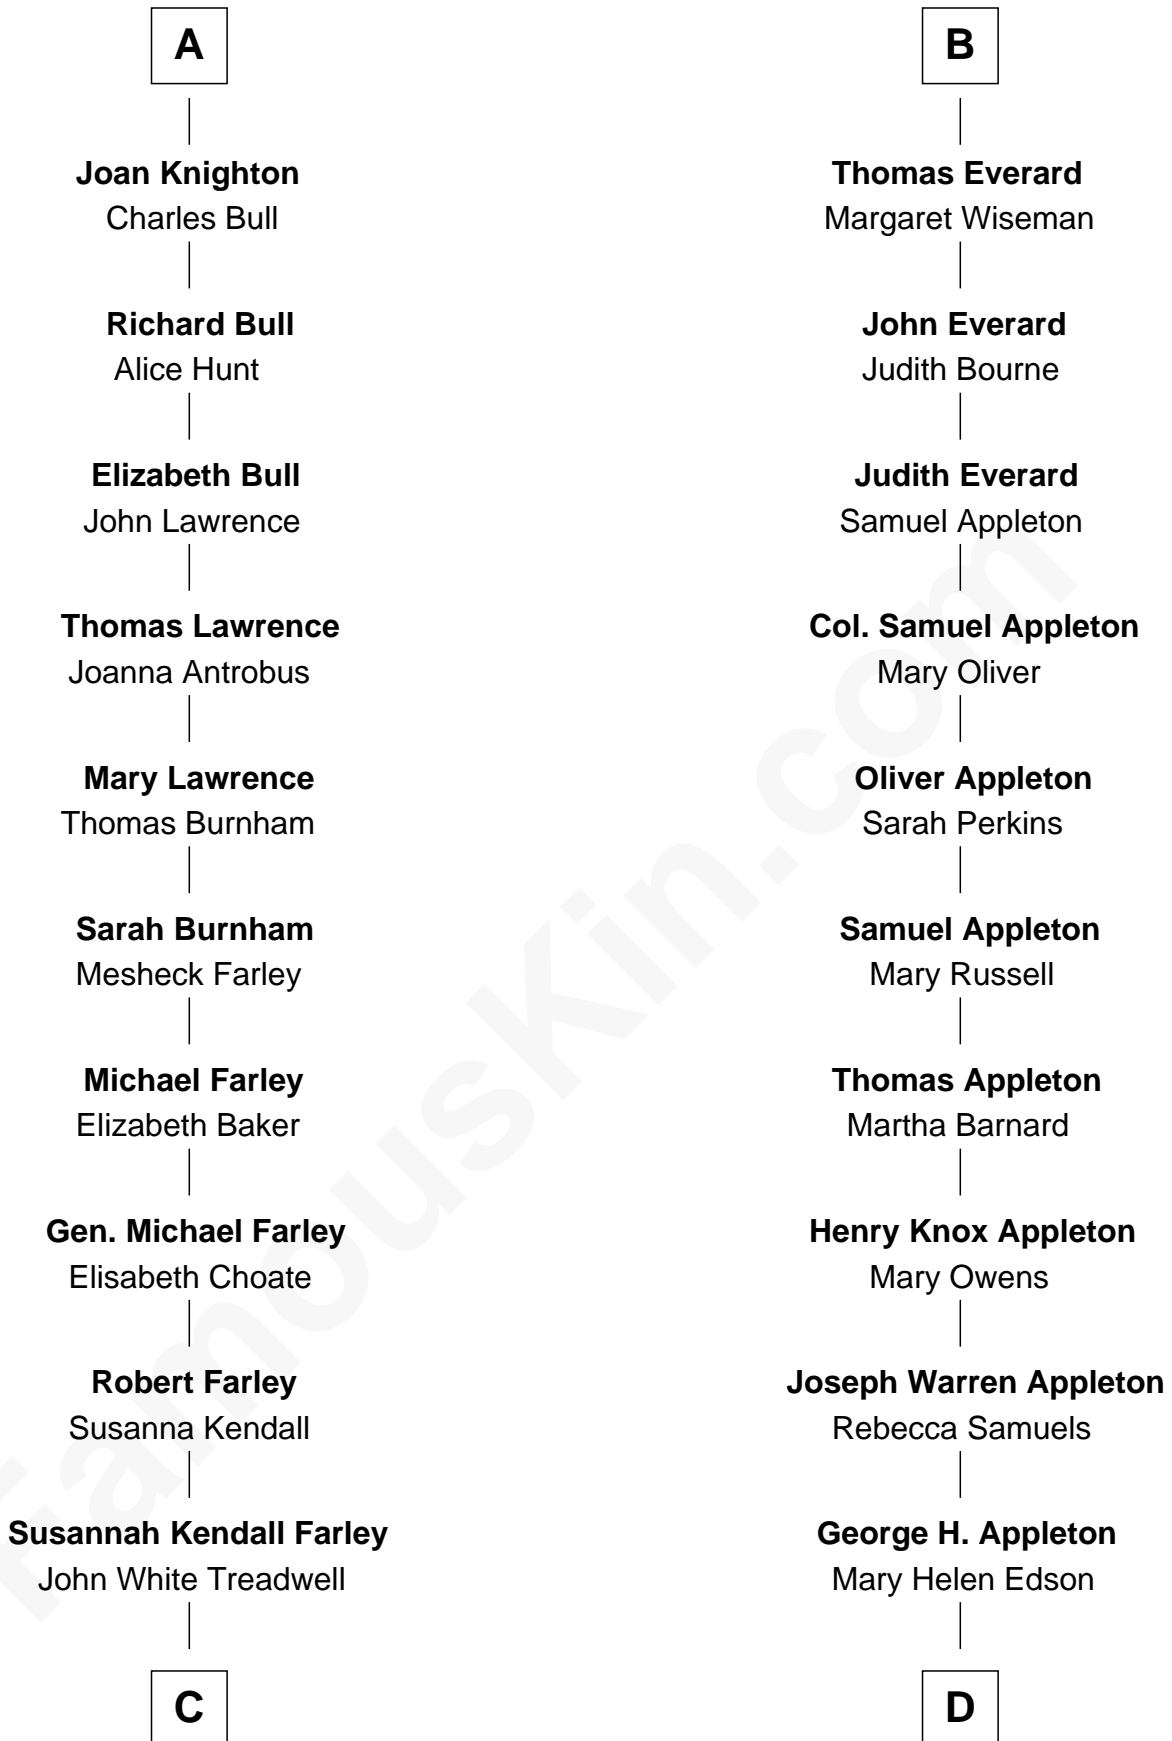 A
Joan Knighton
Charles Bull
Richard Bull
Alice Hunt
Elizabeth Bull
John Lawrence
Thomas Lawrence
Joanna Antrobus
Mary Lawrence
Thomas Burnham
Sarah Burnham
Mesheck Farley
Michael Farley
Elizabeth Baker
Gen. Michael Farley
Elisabeth Choate
Robert Farley
Susanna Kendall
Susannah Kendall Farley
John White Treadwell
C
B
Thomas Everard
Margaret Wiseman
John Everard
Judith Bourne
Judith Everard
Samuel Appleton
Col. Samuel Appleton
Mary Oliver
Oliver Appleton
Sarah Perkins
Samuel Appleton
Mary Russell
Thomas Appleton
Martha Barnard
Henry Knox Appleton
Mary Owens
Joseph Warren Appleton
Rebecca Samuels
George H. Appleton
Mary Helen Edson
D
FamousKin.com